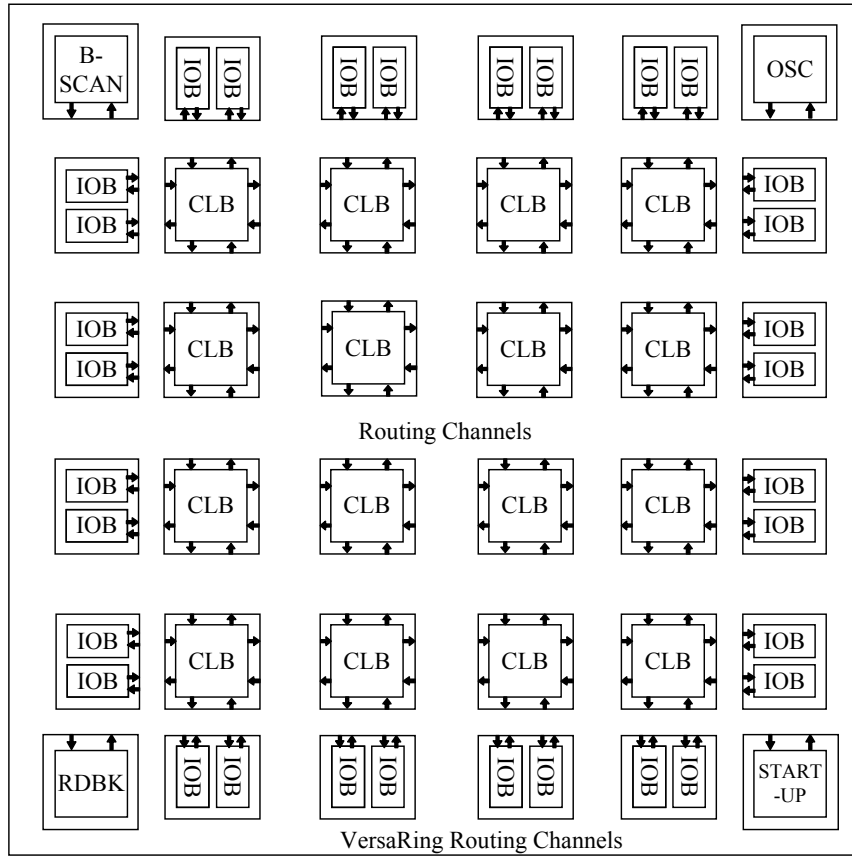 B-
SCAN
IOB IOB IOB IOB IOB IOB IOB IOB
OSC
IOB CLB CLB CLB CLB IOB
IOB IOB
IOB CLB CLB CLB CLB IOB
IOB IOB
Routing Channels
IOB CLB CLB CLB CLB IOB
IOB IOB
IOB CLB CLB CLB CLB IOB
IOB IOB
RDBK IOB IOB IOB IOB IOB IOB IOB IOB START
-UP
VersaRing Routing Channels